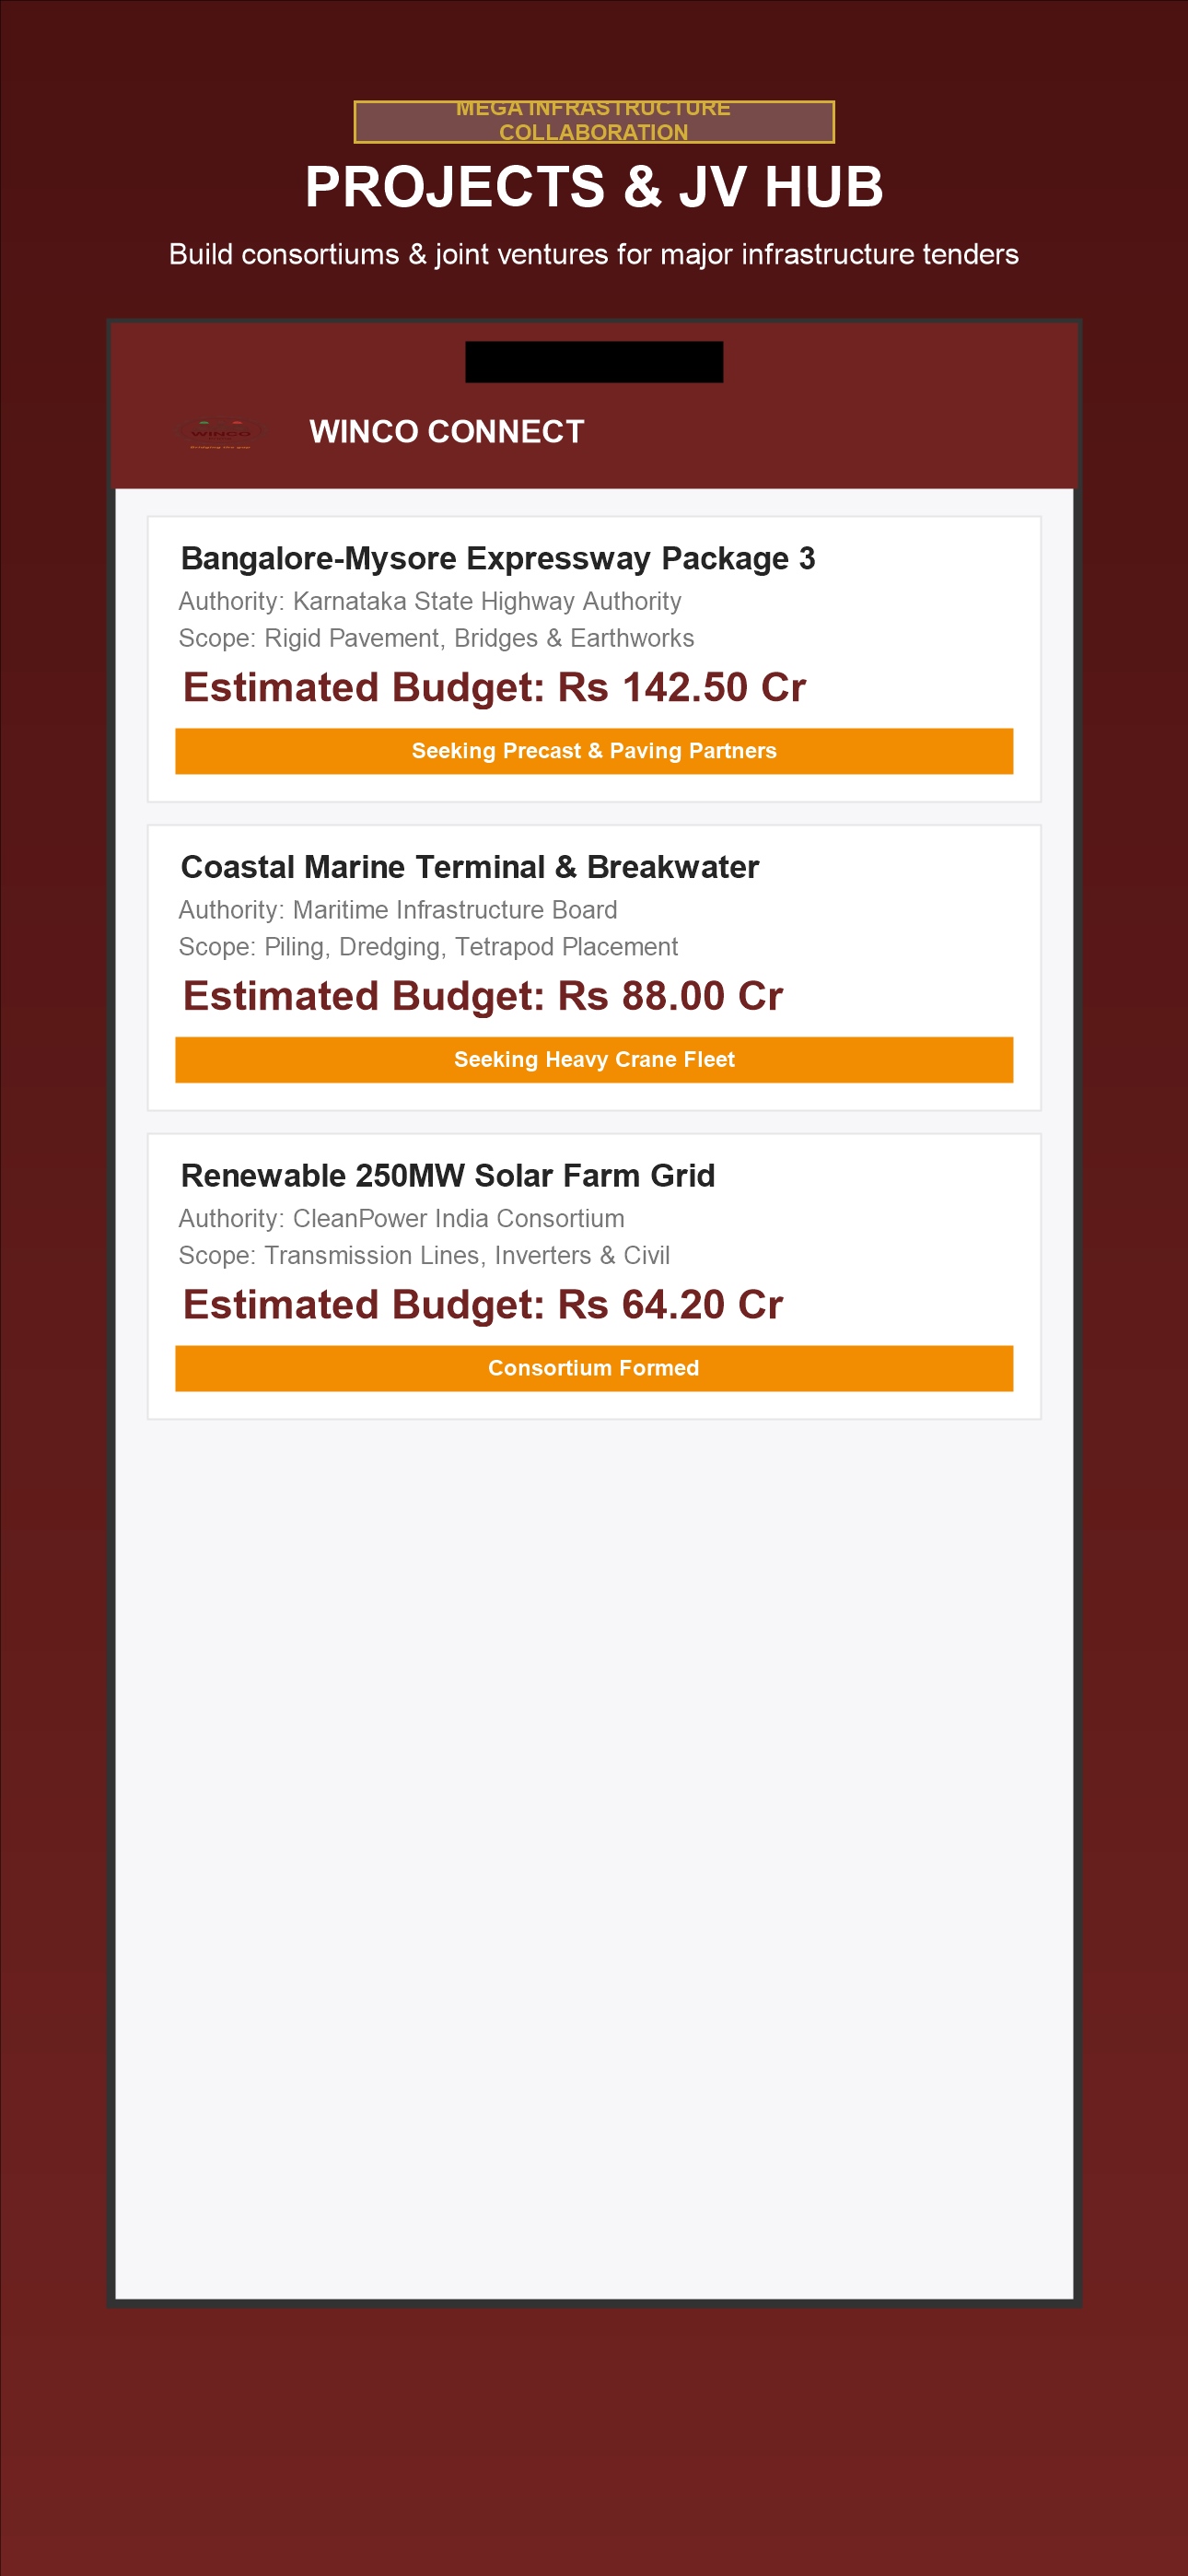 MEGA INFRASTRUCTURE
COLLABORATION
PROJECTS & JV HUB
Build consortiums & joint ventures for major infrastructure tenders
WINCO
Bridging the gap
WINCO CONNECT
Bangalore-Mysore Expressway Package 3
Authority: Karnataka State Highway Authority
Scope: Rigid Pavement, Bridges & Earthworks
Estimated Budget: Rs 142.50 Cr
Seeking Precast & Paving Partners
Coastal Marine Terminal & Breakwater
Authority: Maritime Infrastructure Board
Scope: Piling, Dredging, Tetrapod Placement
Estimated Budget: Rs 88.00 Cr
Seeking Heavy Crane Fleet
Renewable 250MW Solar Farm Grid
Authority: CleanPower India Consortium
Scope: Transmission Lines, Inverters & Civil
Estimated Budget: Rs 64.20 Cr
Consortium Formed